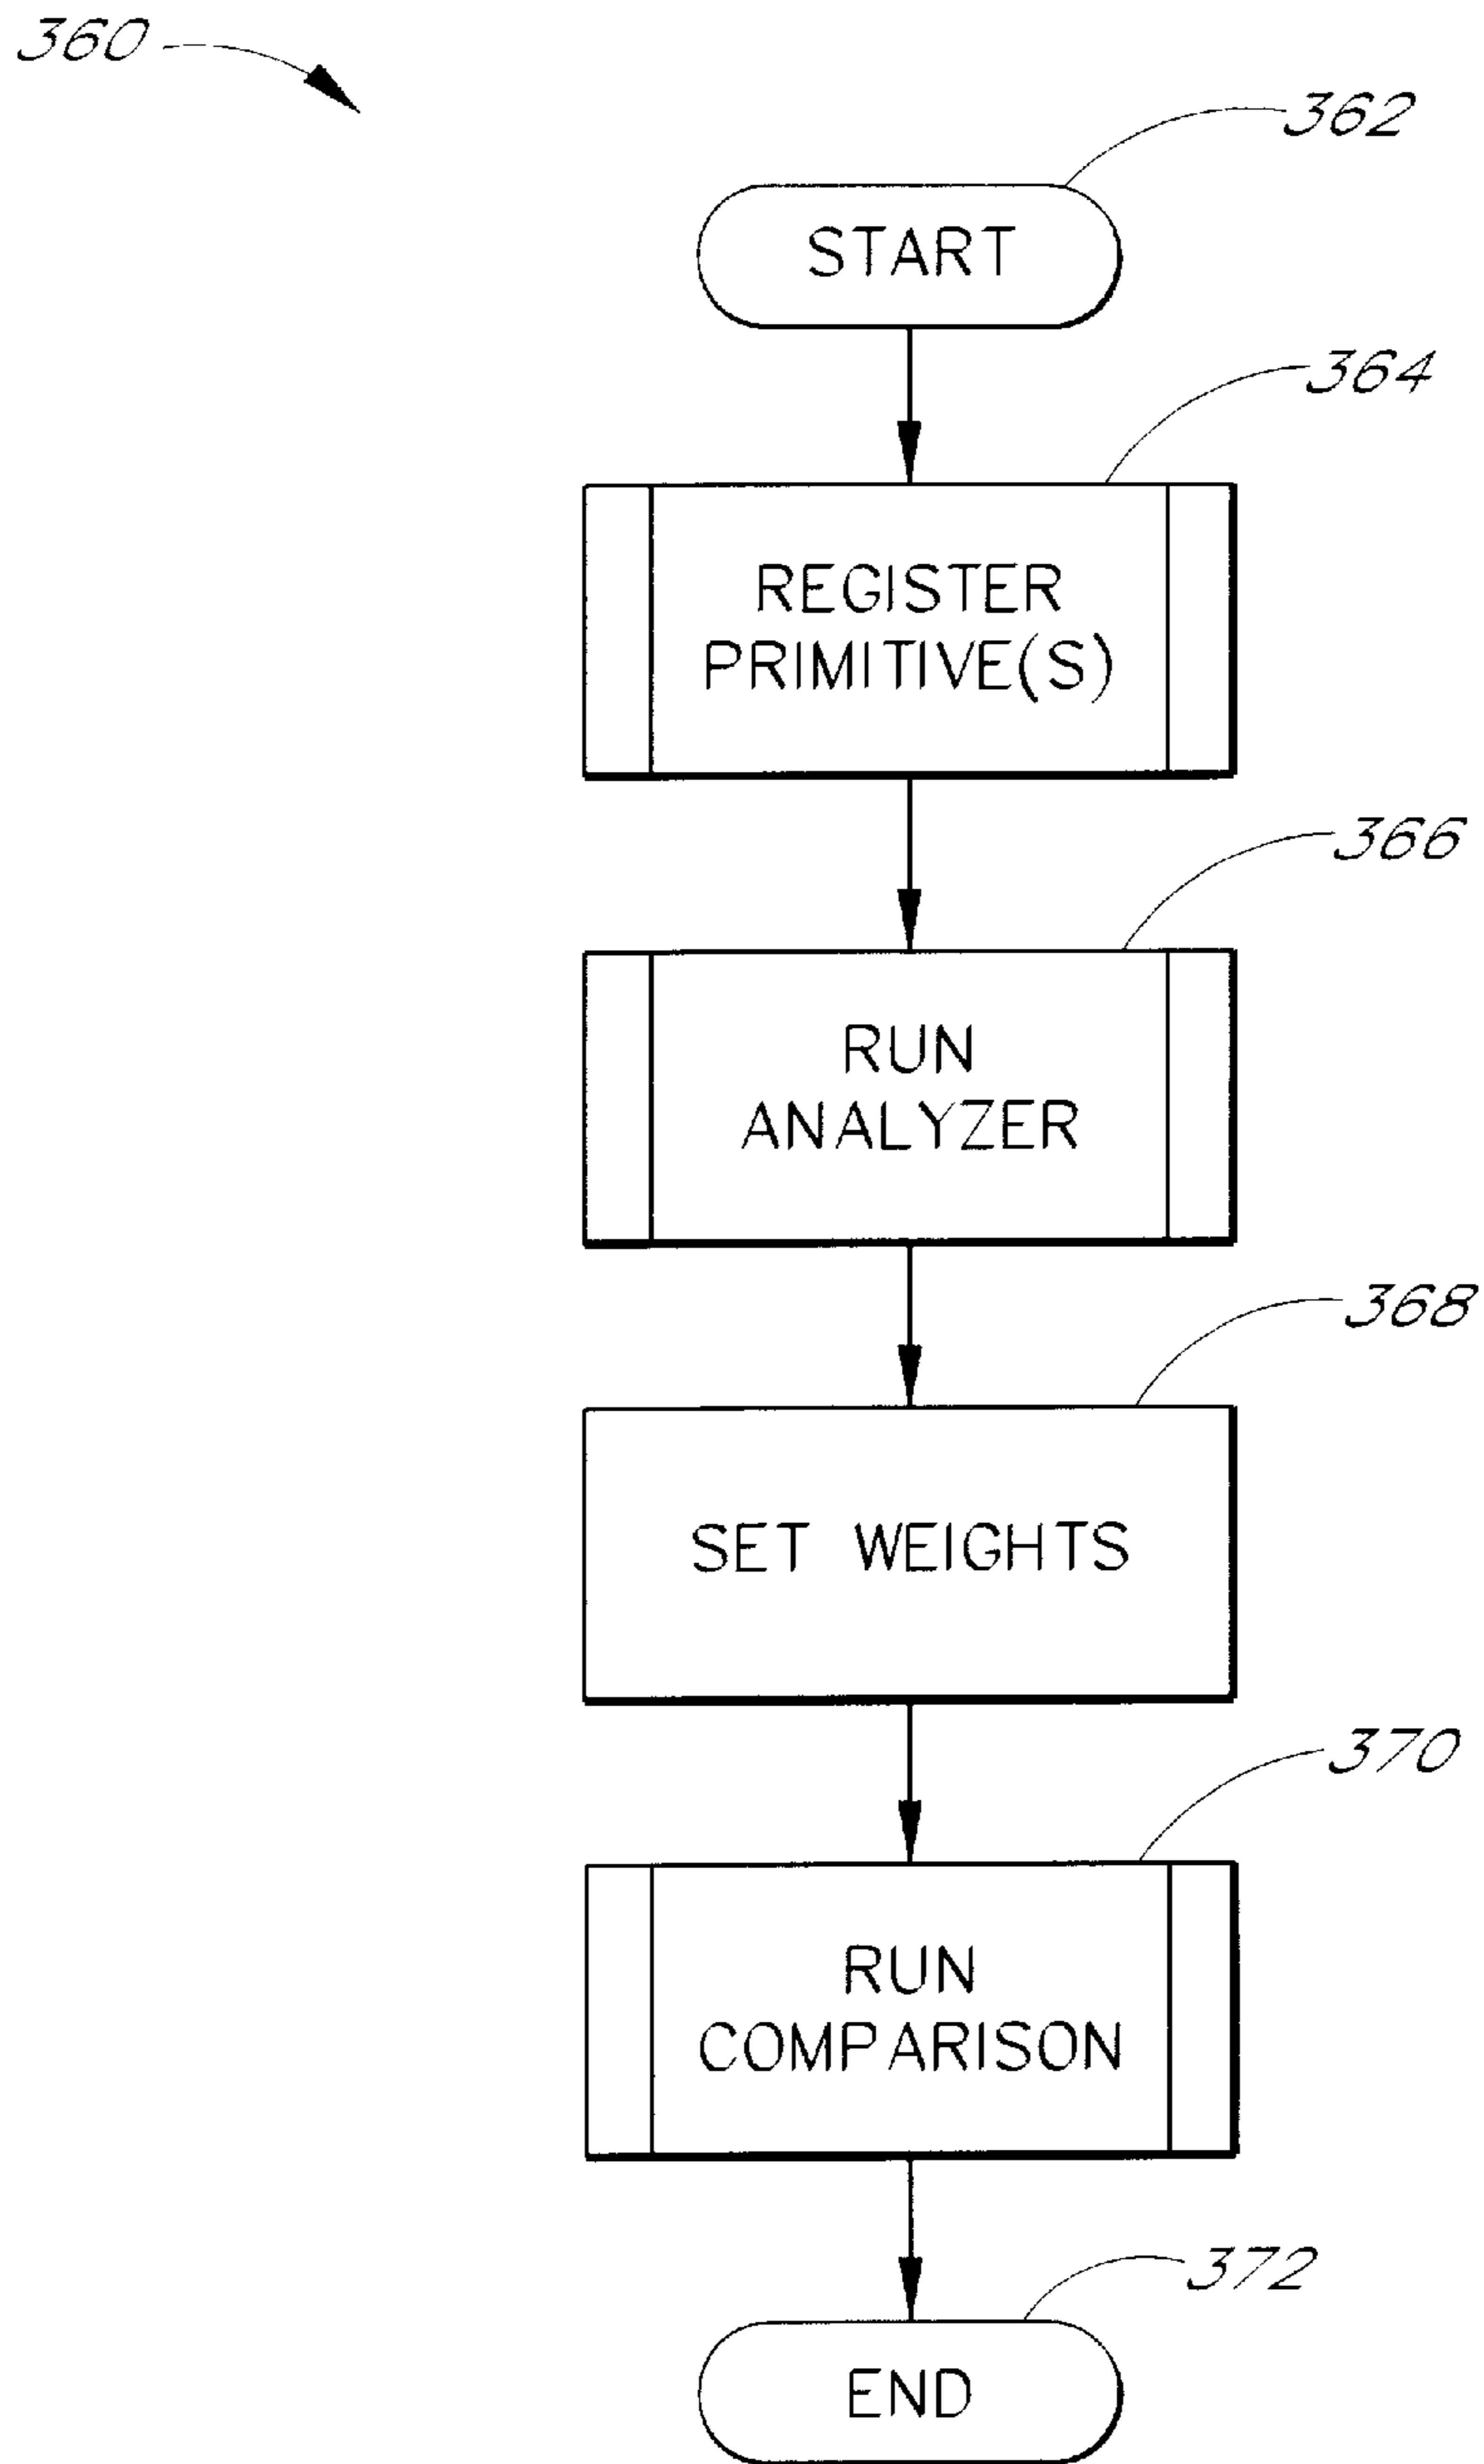 360
362
START
364
REGISTER
PRIMITIVE(S)
366
RUN
ANALYZER
368
SET WEIGHTS
370
RUN
COMPARISON
372
END